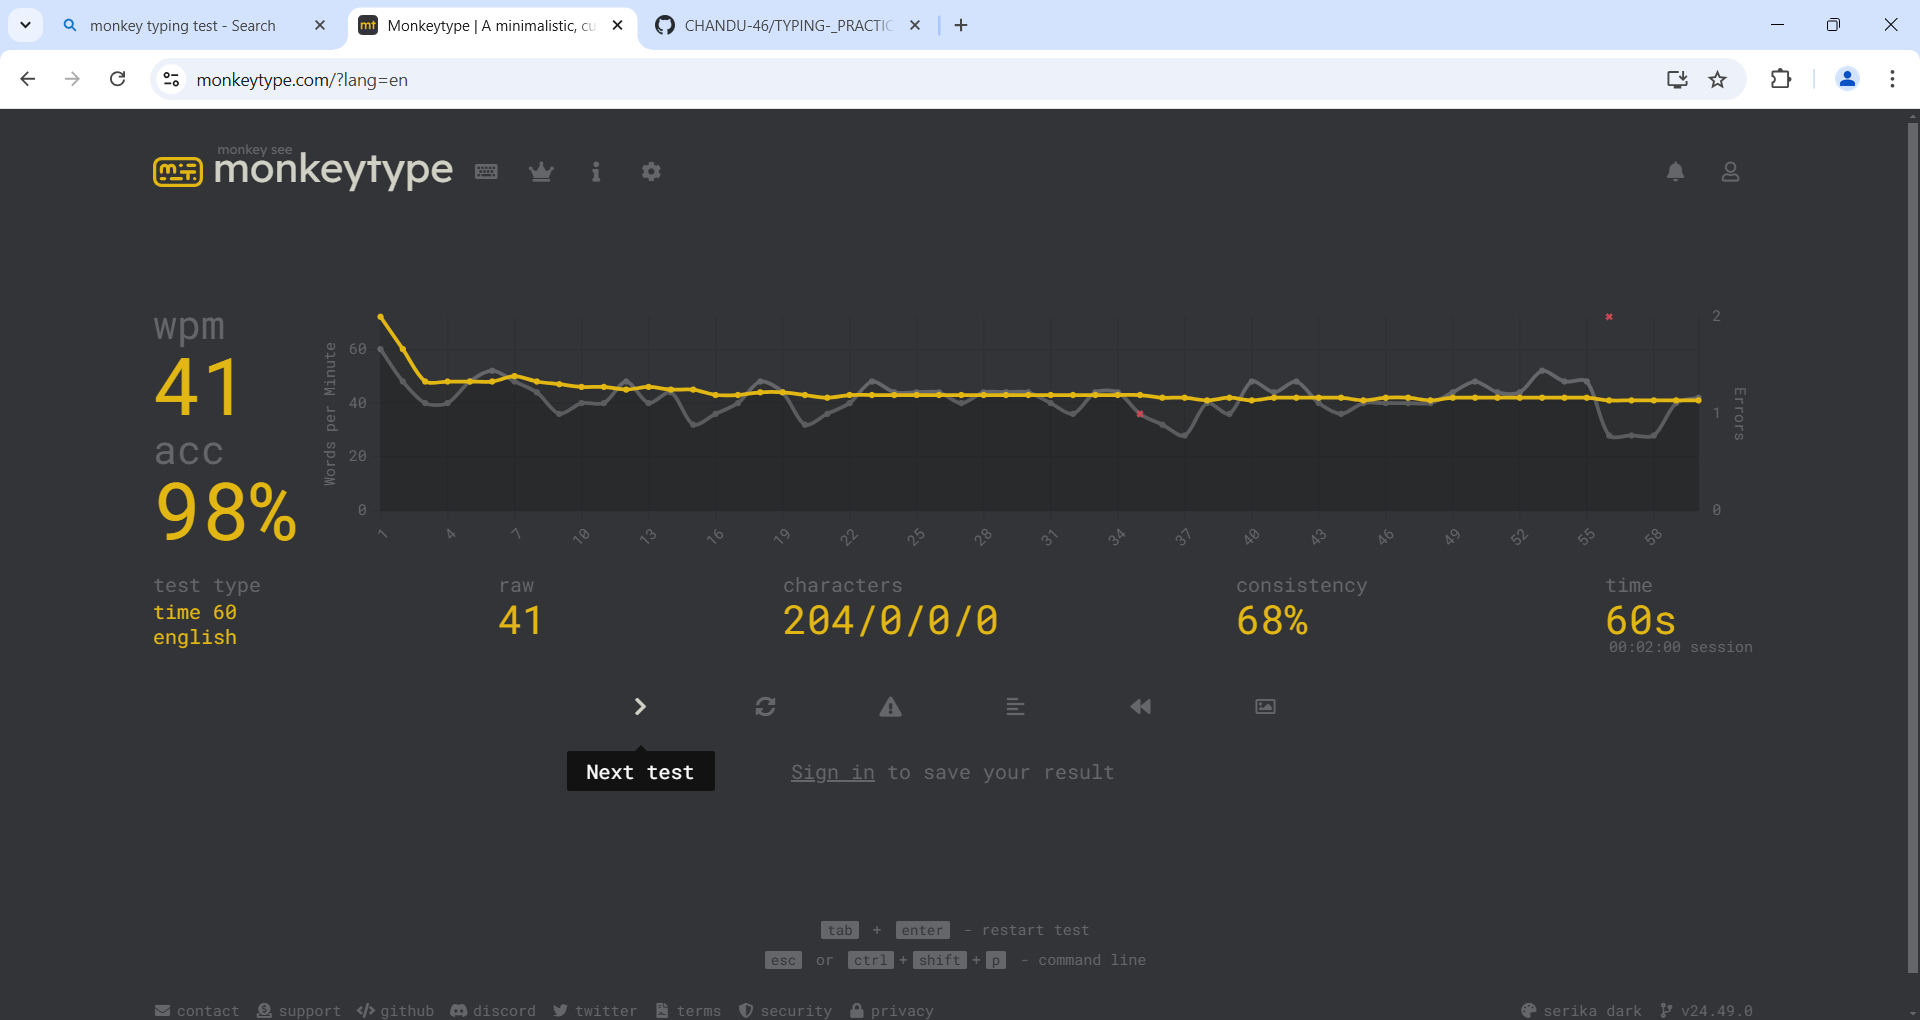 monkey typing test - Search
Monkeytype | A minimalistic, cu
CHANDU-46/TYPING-_PRACTIC
monkeytype.com/?lang=en
monkey see
monkeytype
wpm
41
acc
98%
Words per Minute
60
40
20
0
2
1
0
Errors
1 4 7 10 13 16 19 22 25 28 31 34 37 40 43 46 49 52 55 58
test type
time 60
english
raw
41
characters
204/0/0/0
consistency
68%
time
60s
00:02:00 session
Next test
Sign in to save your result
tab + enter - restart test
esc or ctrl + shift + p - command line
contact support github discord twitter terms security privacy serika dark v24.49.0